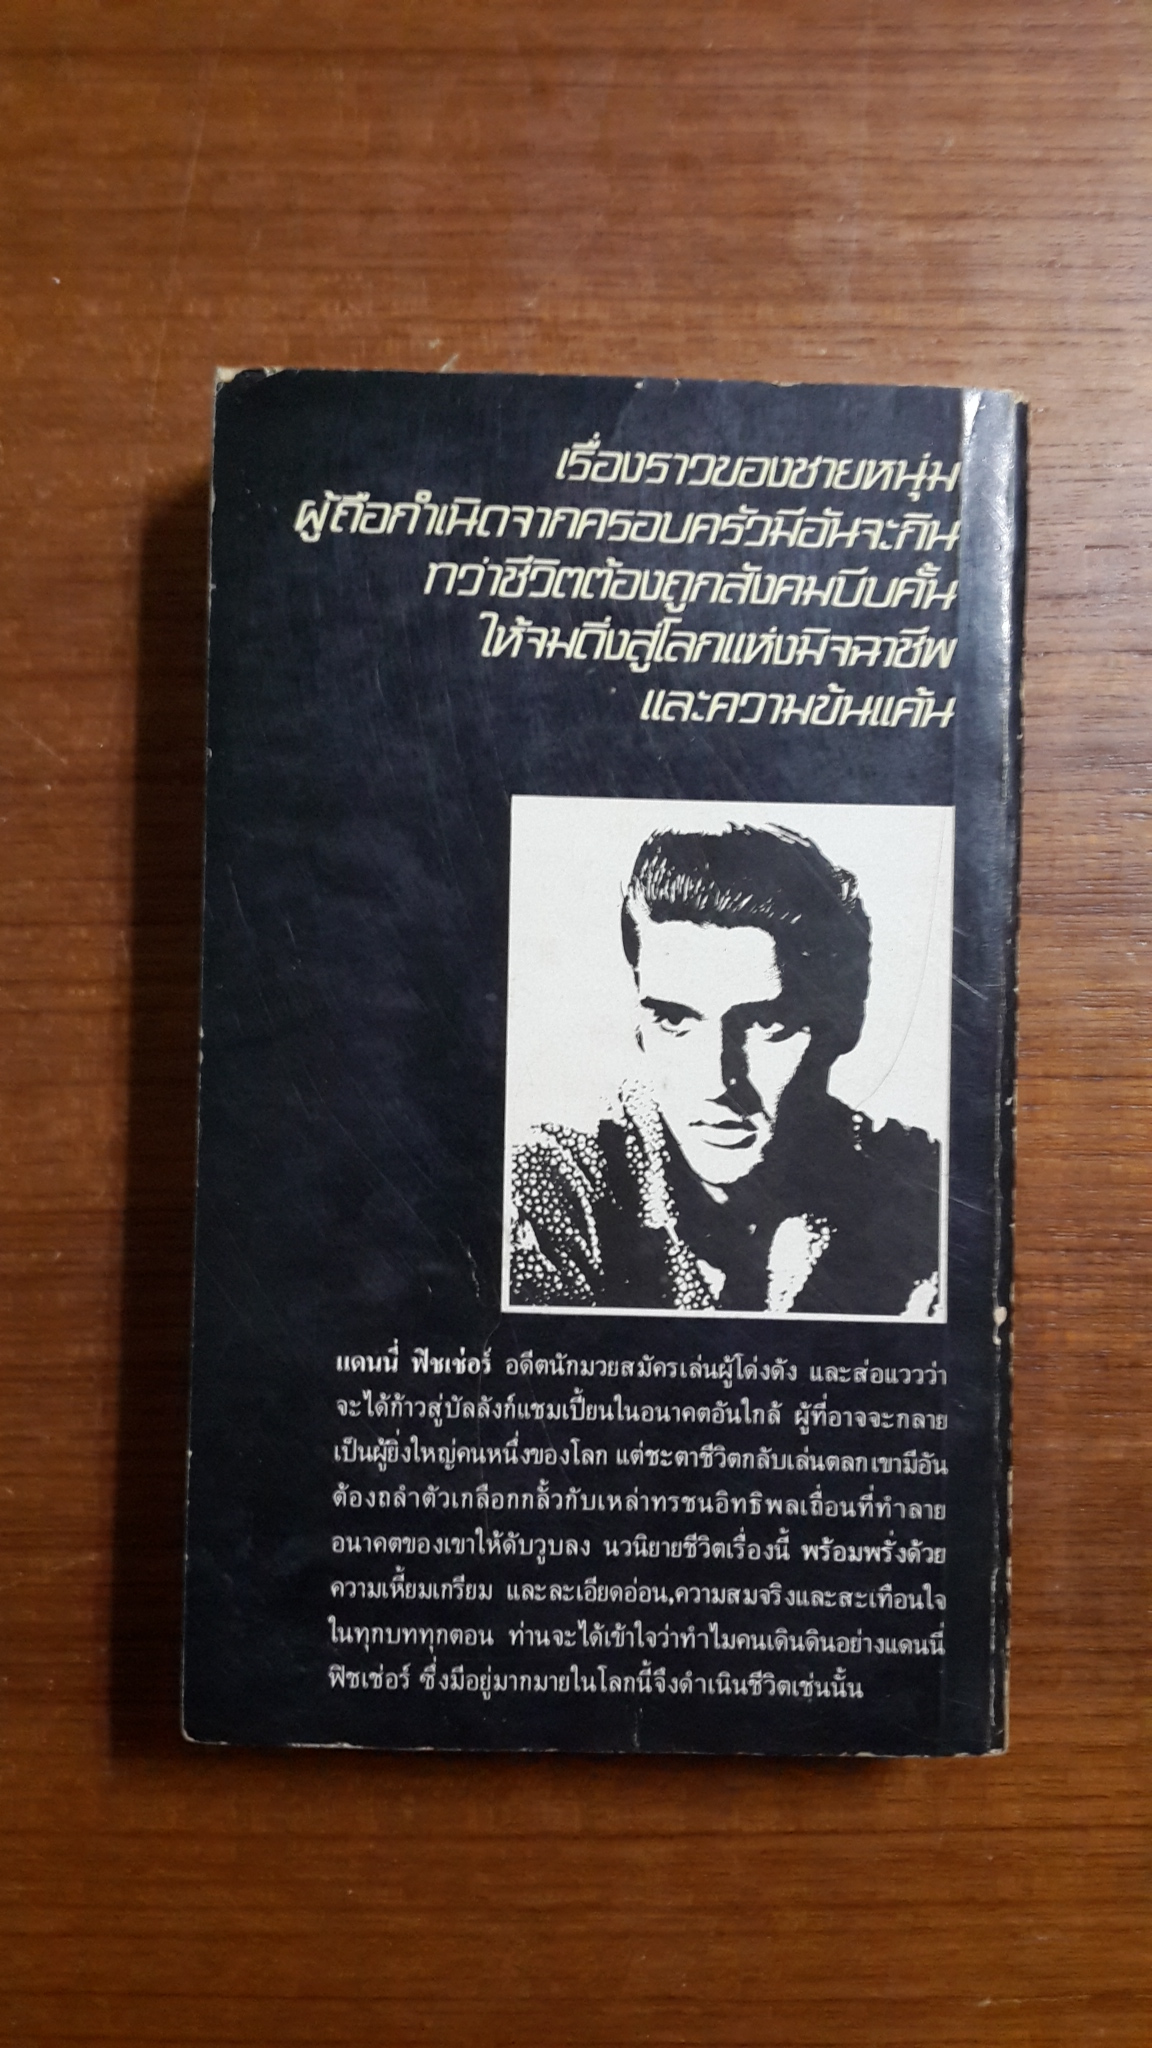 เรื่องราวของชายหนุ่ม
ผู้ถือกำเนิดจากครอบครัวมีอันจะกิน
ทว่าชีวิตต้องถูกสังคมบีบคั้น
ให้จมดิ่งสู่โลกแห่งมิจฉาชีพ
และความข้นแค้น
แดนนี่ ฟิชเช่อร์ อดีตนักมวยสมัครเล่นผู้โด่งดัง และส่อแววว่า
จะได้ก้าวสู่บัลลังก์แชมเปี้ยนในอนาคตอันใกล้ ผู้ที่อาจจะกลาย
เป็นผู้ยิ่งใหญ่คนหนึ่งของโลก แต่ชะตาชีวิตกลับเล่นตลกเขามีอัน
ต้องถลำตัวเกลือกกลั้วกับเหล่าทรชนอิทธิพลเถื่อนที่ทำลาย
อนาคตของเขาให้ดับวูบลง นวนิยายชีวิตเรื่องนี้ พร้อมพรั่งด้วย
ความเหี้ยมเกรียม และละเอียดอ่อน,ความสมจริงและสะเทือนใจ
ในทุกบททุกตอน ท่านจะได้เข้าใจว่าทำไมคนเดินดินอย่างแดนนี่
ฟิชเช่อร์ ซึ่งมีอยู่มากมายในโลกนี้จึงดำเนินชีวิตเช่นนั้น